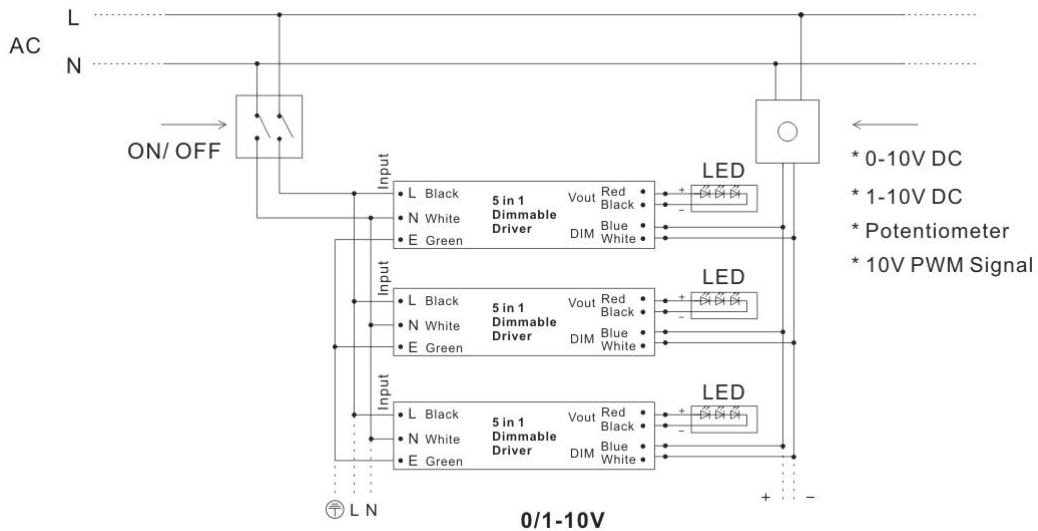 L
AC
N
ON/ OFF
* 0-10V DC
* 1-10V DC
* Potentiometer
* 10V PWM Signal
Input
L Black
N White
E Green
5 in 1
Dimmable
Driver
Vout Red
Black
DIM Blue
White
LED
+
−
Input
L Black
N White
E Green
5 in 1
Dimmable
Driver
Vout Red
Black
DIM Blue
White
LED
+
−
Input
L Black
N White
E Green
5 in 1
Dimmable
Driver
Vout Red
Black
DIM Blue
White
LED
+
−
L N
+ −
0/1-10V